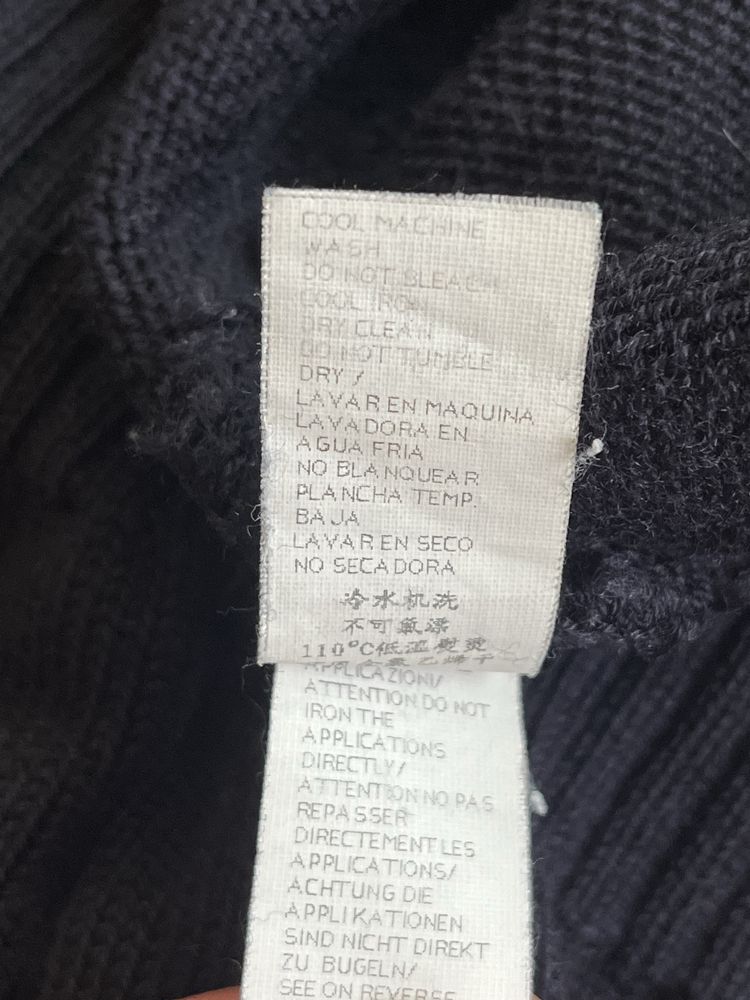 COOL MACHINE
WASH
DO NOT BLEACH
COOL IRON
DRY CLEAN
DO NOT TUMBLE
DRY /
LAVAR EN MAQUINA
LAVADORA EN
AGUA FRIA
NO BLANQUEAR
PLANCHA TEMP.
BAJA
LAVAR EN SECO
NO SECADORA
冷水机洗
不可氯漂
110°C低温熨烫
APPLICAZIONI/
ATTENTION DO NOT
IRON THE
APPLICATIONS
DIRECTLY/
ATTENTION NO PAS
REPASSER
DIRECTEMENT LES
APPLICATIONS/
ACHTUNG DIE
APPLIKATIONEN
SIND NICHT DIREKT
ZU BUGELN/
SEE ON REVERSE